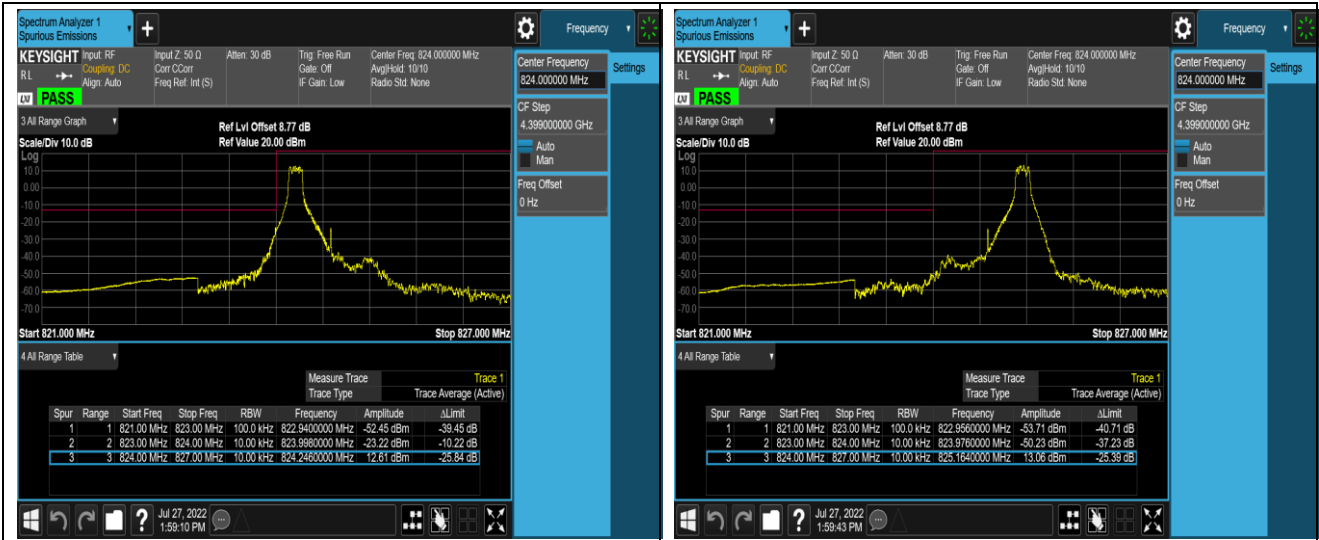 Spectrum Analyzer 1
Spurious Emissions
Frequency
KEYSIGHT Input: RF Input Z: 50 Ω Atten: 30 dB Trig: Free Run Center Freq: 824.000000 MHz
Coupling: DC Corr CCorr Gate: Off Avg|Hold: 10/10
RL Align: Auto Freq Ref: Int (S) IF Gain: Low Radio Std: None
PASS
Center Frequency
824.000000 MHz
Settings
CF Step
4.399000000 GHz
Auto
Man
Freq Offset
0 Hz
3 All Range Graph
Ref Lvl Offset 8.77 dB
Scale/Div 10.0 dB Ref Value 20.00 dBm
Log
10.0
0.00
-10.0
-20.0
-30.0
-40.0
-50.0
-60.0
-70.0
Start 821.000 MHz Stop 827.000 MHz
4 All Range Table
Measure Trace Trace 1
Trace Type Trace Average (Active)
Spur Range Start Freq Stop Freq RBW Frequency Amplitude ΔLimit
1 1 821.00 MHz 823.00 MHz 100.0 kHz 822.9400000 MHz -52.45 dBm -39.45 dB
2 2 823.00 MHz 824.00 MHz 10.00 kHz 823.9980000 MHz -23.22 dBm -10.22 dB
3 3 824.00 MHz 827.00 MHz 10.00 kHz 824.2460000 MHz 12.61 dBm -25.84 dB
? Jul 27, 2022
1:59:10 PM
Spectrum Analyzer 1
Spurious Emissions
Frequency
KEYSIGHT Input: RF Input Z: 50 Ω Atten: 30 dB Trig: Free Run Center Freq: 824.000000 MHz
Coupling: DC Corr CCorr Gate: Off Avg|Hold: 10/10
RL Align: Auto Freq Ref: Int (S) IF Gain: Low Radio Std: None
PASS
Center Frequency
824.000000 MHz
Settings
CF Step
4.399000000 GHz
Auto
Man
Freq Offset
0 Hz
3 All Range Graph
Ref Lvl Offset 8.77 dB
Scale/Div 10.0 dB Ref Value 20.00 dBm
Log
10.0
0.00
-10.0
-20.0
-30.0
-40.0
-50.0
-60.0
-70.0
Start 821.000 MHz Stop 827.000 MHz
4 All Range Table
Measure Trace Trace 1
Trace Type Trace Average (Active)
Spur Range Start Freq Stop Freq RBW Frequency Amplitude ΔLimit
1 1 821.00 MHz 823.00 MHz 100.0 kHz 822.9560000 MHz -53.71 dBm -40.71 dB
2 2 823.00 MHz 824.00 MHz 10.00 kHz 823.9760000 MHz -50.23 dBm -37.23 dB
3 3 824.00 MHz 827.00 MHz 10.00 kHz 825.1640000 MHz 13.06 dBm -25.39 dB
? Jul 27, 2022
1:59:43 PM